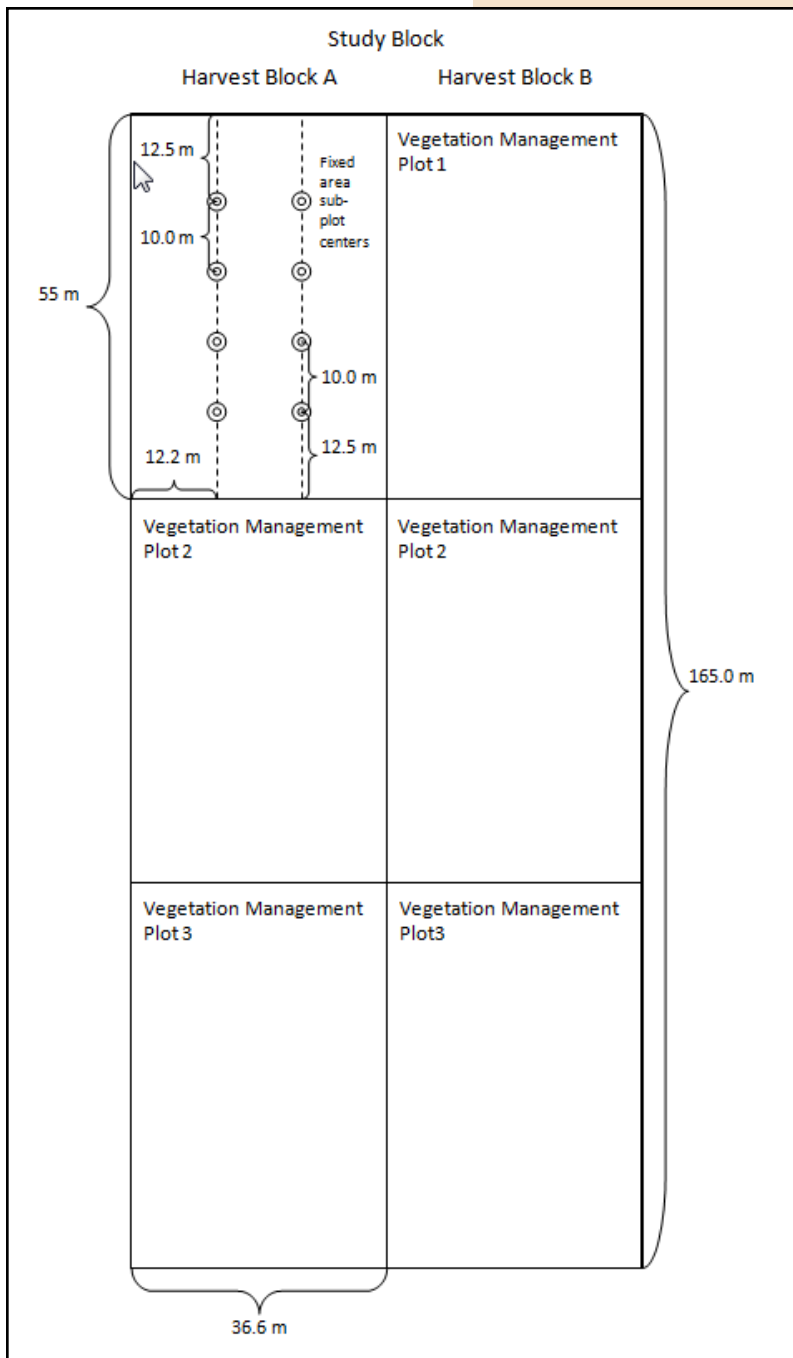 Study Block
Harvest Block A
Harvest Block B
12.5 m
Fixed
area
sub-
plot
centers
10.0 m
55 m
10.0 m
12.5 m
12.2 m
Vegetation Management
Plot 1
Vegetation Management
Plot 2
Vegetation Management
Plot 2
165.0 m
Vegetation Management
Plot 3
Vegetation Management
Plot3
36.6 m